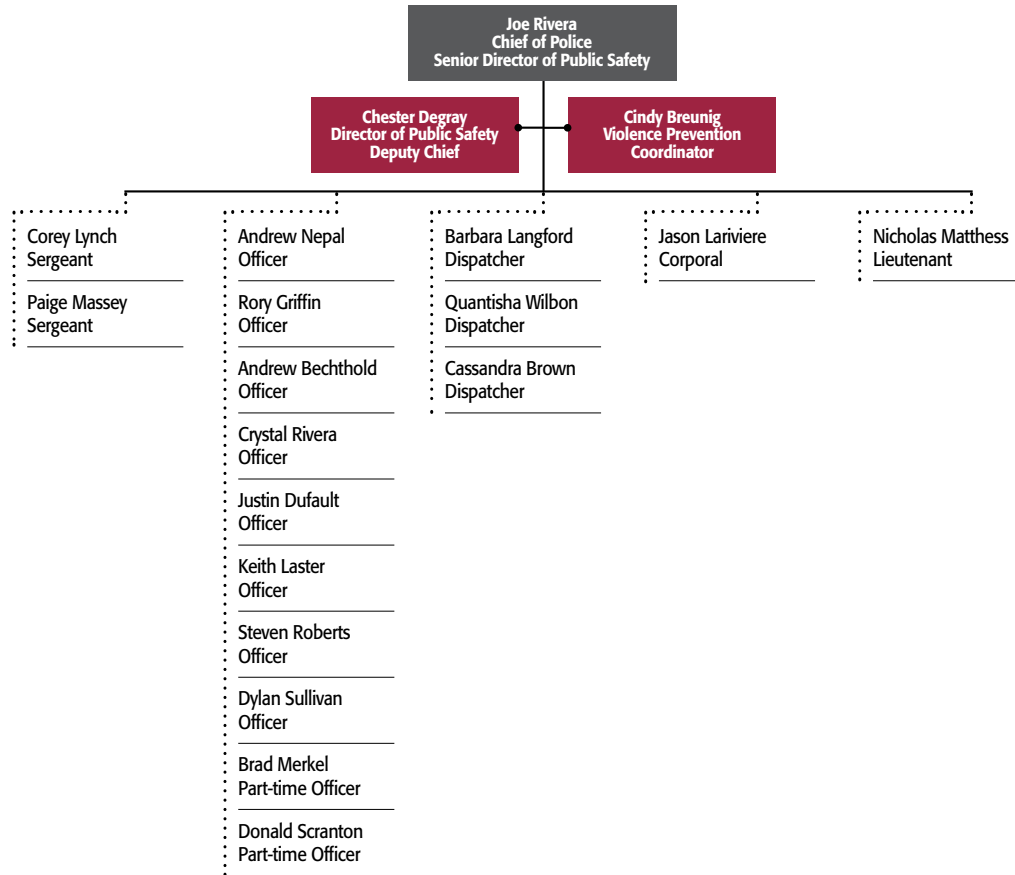 Joe Rivera
Chief of Police
Senior Director of Public Safety
Chester Degray
Director of Public Safety
Deputy Chief
Cindy Breunig
Violence Prevention
Coordinator
Corey Lynch
Sergeant
Paige Massey
Sergeant
Andrew Nepal
Officer
Rory Griffin
Officer
Andrew Bechthold
Officer
Crystal Rivera
Officer
Justin Dufault
Officer
Keith Laster
Officer
Steven Roberts
Officer
Dylan Sullivan
Officer
Brad Merkel
Part-time Officer
Donald Scranton
Part-time Officer
Barbara Langford
Dispatcher
Quantisha Wilbon
Dispatcher
Cassandra Brown
Dispatcher
Jason Lariviere
Corporal
Nicholas Matthess
Lieutenant